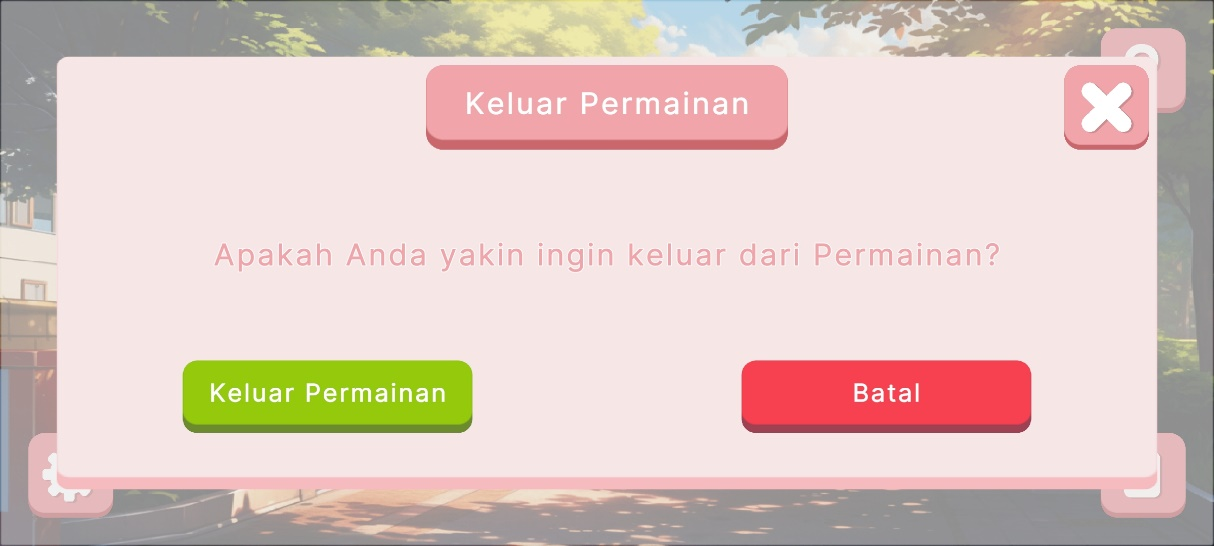 Keluar Permainan
Apakah Anda yakin ingin keluar dari Permainan?
Keluar Permainan
Batal